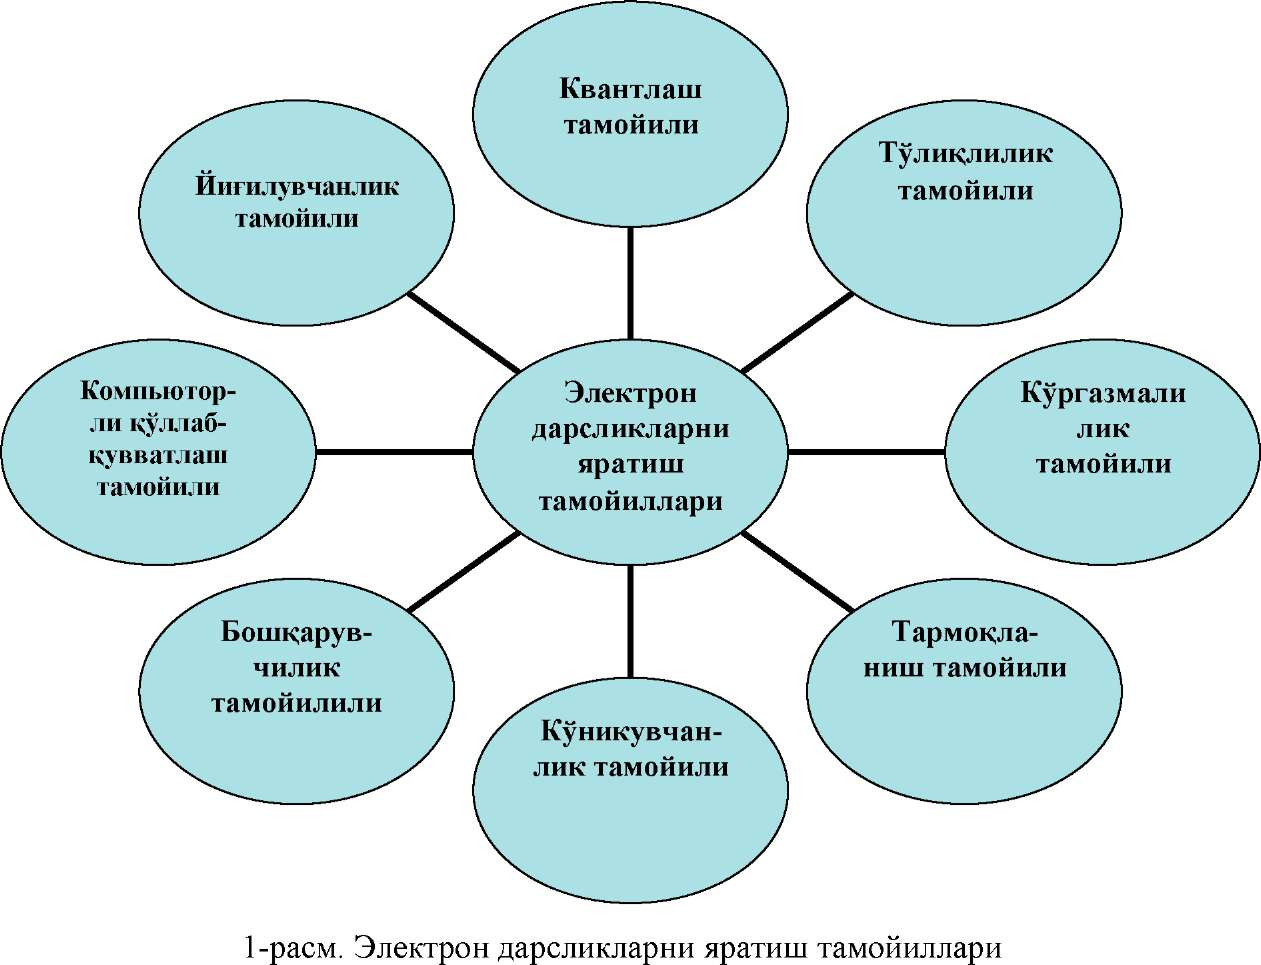 Квантлаш
тамойили
Тўлиқлилик
тамойили
Йиғилувчанлик
тамойили
Компьютор-
ли қўллаб-
қувватлаш
тамойили
Электрон
дарсликларни
яратиш
тамойиллари
Кўргазмали
лик
тамойили
Бошқарув-
чилик
тамойилили
Тармоқла-
ниш тамойили
Кўникувчан-
лик тамойили
1-расм. Электрон дарсликларни яратиш тамойиллари